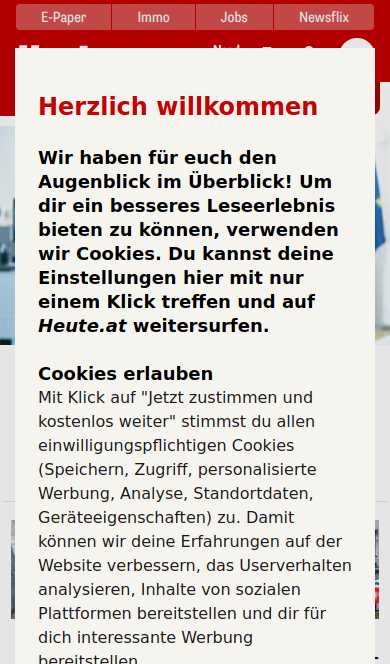 E-Paper Immo Jobs Newsflix
Herzlich willkommen
Wir haben für euch den
Augenblick im Überblick! Um
dir ein besseres Leseerlebnis
bieten zu können, verwenden
wir Cookies. Du kannst deine
Einstellungen hier mit nur
einem Klick treffen und auf
Heute.at weitersurfen.
Cookies erlauben
Mit Klick auf "Jetzt zustimmen und
kostenlos weiter" stimmst du allen
einwilligungspflichtigen Cookies
(Speichern, Zugriff, personalisierte
Werbung, Analyse, Standortdaten,
Geräteeigenschaften) zu. Damit
können wir deine Erfahrungen auf der
Website verbessern, das Userverhalten
analysieren, Inhalte von sozialen
Plattformen bereitstellen und dir für
dich interessante Werbung
bereitstellen